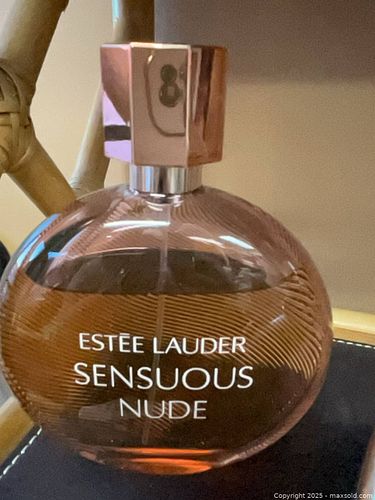 ESTĒE LAUDER
SENSUOUS
NUDE
Copyright 2025 - maxsold.com